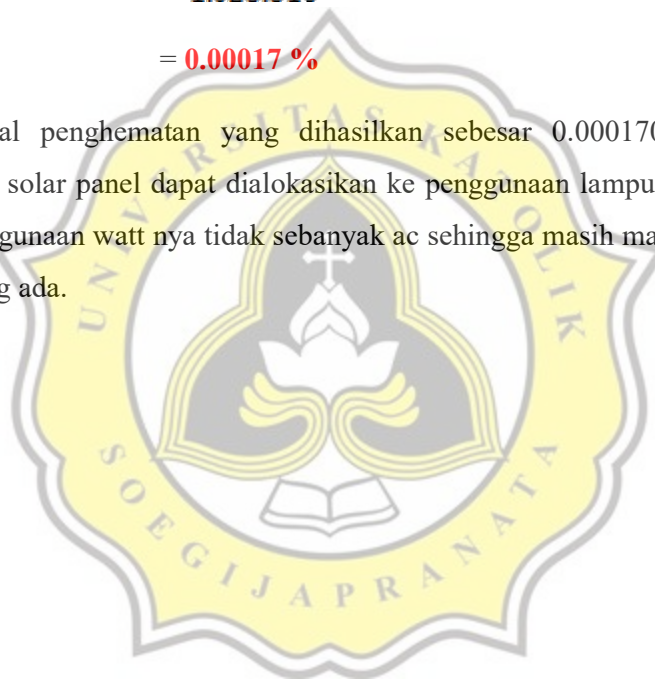 = 0.00017 %
al penghematan yang dihasilkan sebesar 0.000170
solar panel dapat dialokasikan ke penggunaan lampu
gunaan watt nya tidak sebanyak ac sehingga masih ma
g ada.
UNIVERSITAS KATOLIK
SOEGIJAPRANATA